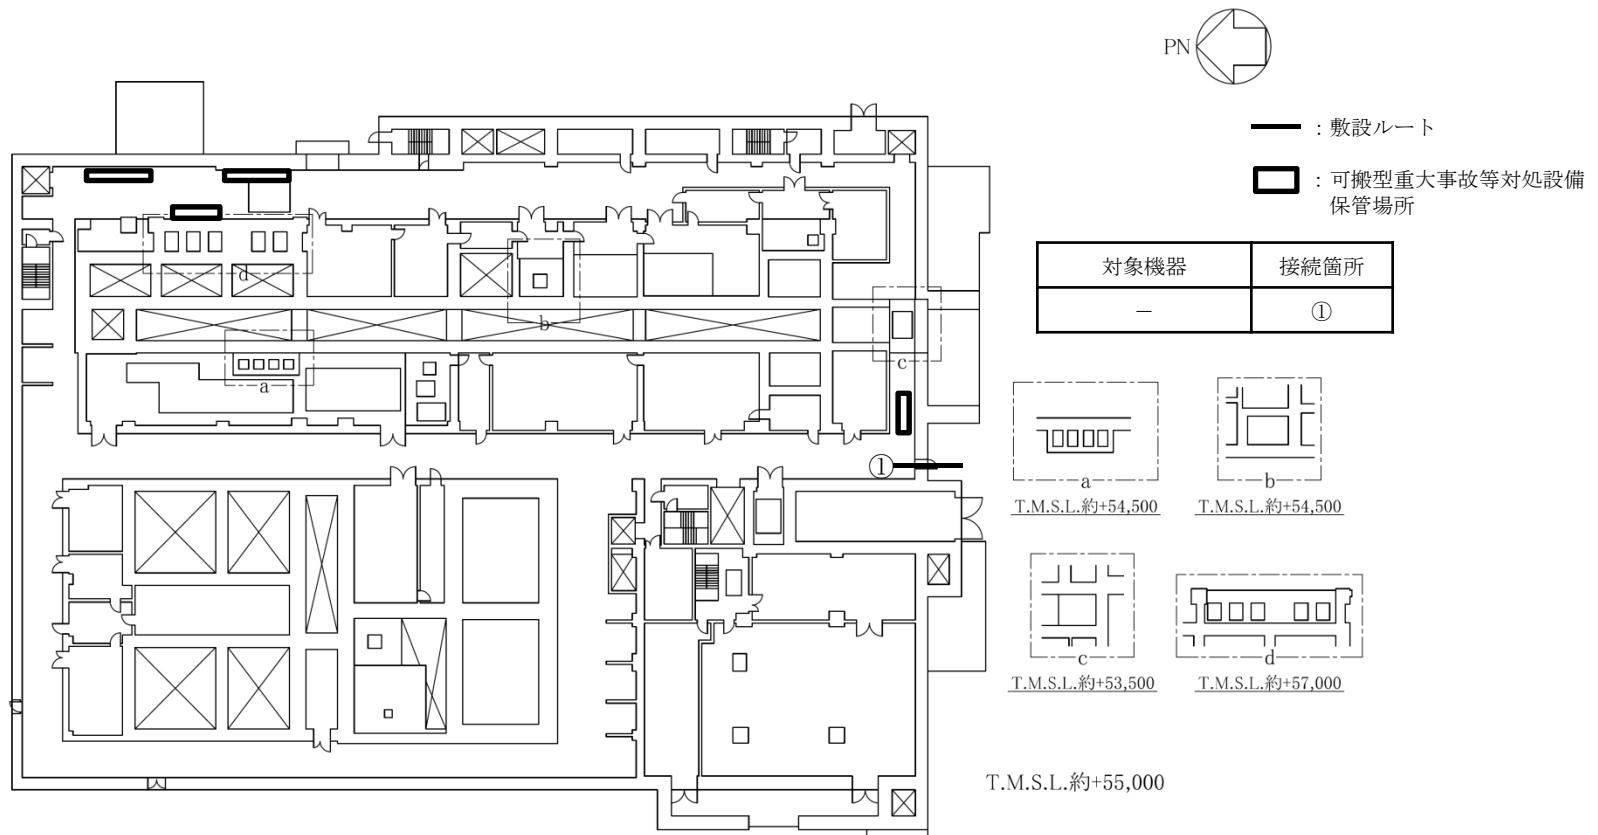 PN
：敷設ルート
：可搬型重大事故等対処設備
保管場所
対象機器 接続箇所
－ ①
d
b
c
a
①
a
T.M.S.L.約+54,500
b
T.M.S.L.約+54,500
c
T.M.S.L.約+53,500
d
T.M.S.L.約+57,000
T.M.S.L.約+55,000